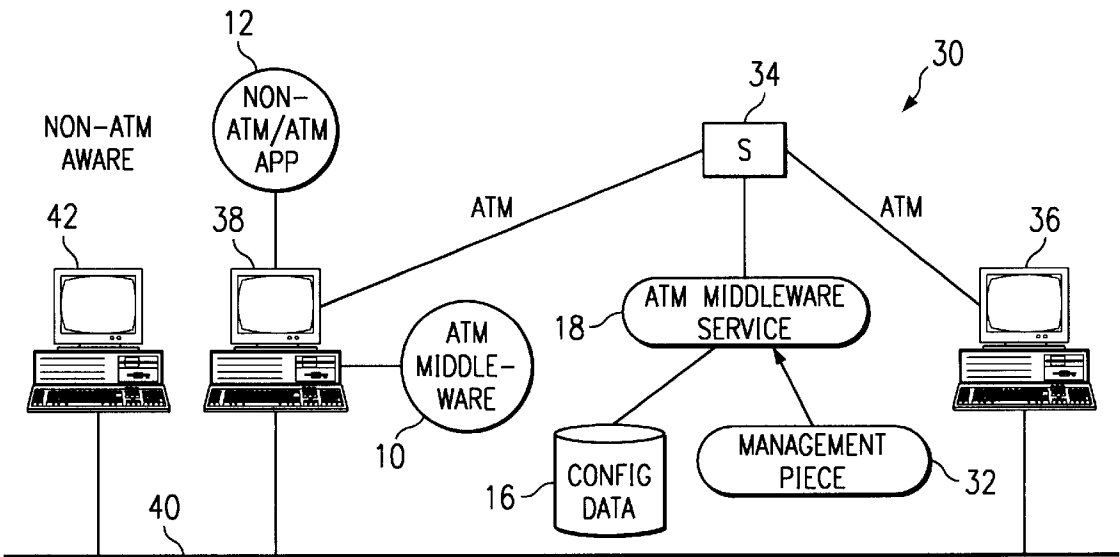 12
NON-
ATM/ATM
APP
NON-ATM
AWARE
42
38
ATM
34
S
30
ATM
36
ATM
MIDDLE-
WARE
10
ATM MIDDLEWARE
SERVICE
18
16
CONFIG
DATA
MANAGEMENT
PIECE
32
40